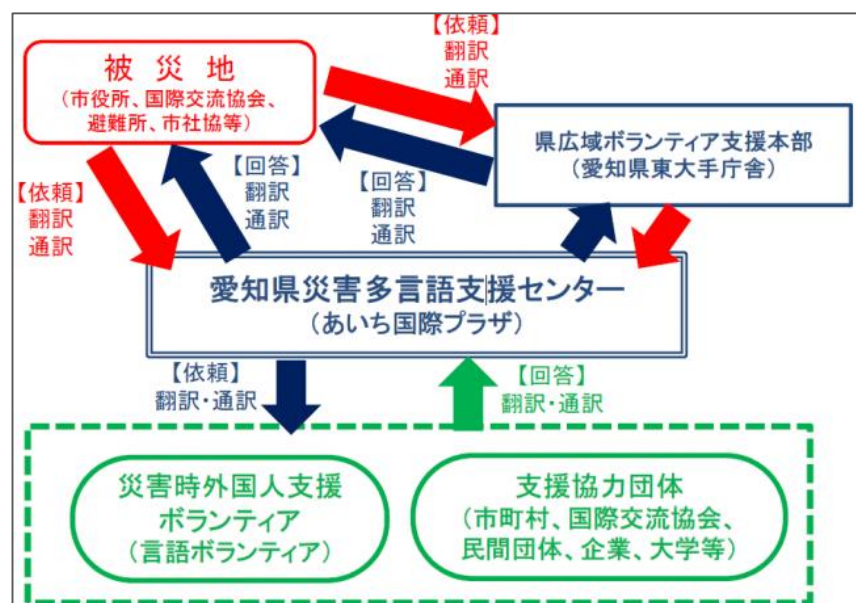 【依頼】
翻訳
通訳
被災地
(市役所、国際交流協会、
避難所、市社協等)
県広域ボランティア支援本部
(愛知県東大手庁舎)
【依頼】
翻訳
通訳
【回答】
翻訳
通訳
【回答】
翻訳
通訳
愛知県災害多言語支援センター
(あいち国際プラザ)
【依頼】
翻訳・通訳
【回答】
翻訳・通訳
災害時外国人支援
ボランティア
(言語ボランティア)
支援協力団体
(市町村、国際交流協会、
民間団体、企業、大学等)